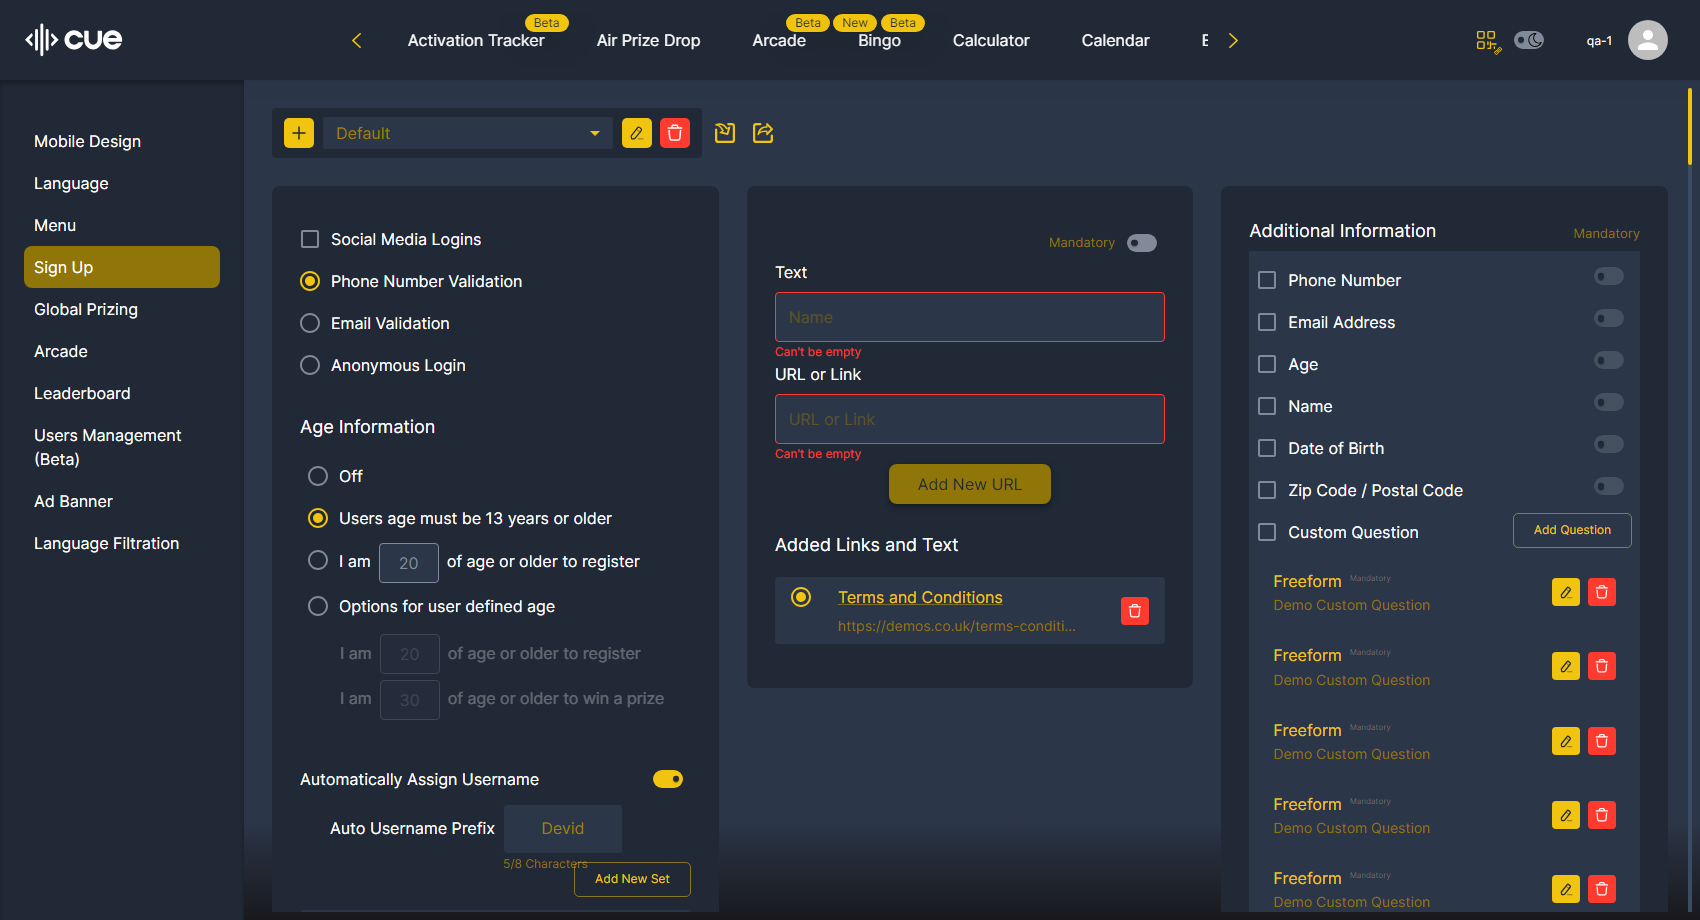 cue
Beta
Activation Tracker
Air Prize Drop
Beta
Arcade
New
Beta
Bingo
Calculator
Calendar
qa-1
Mobile Design
Language
Menu
Sign Up
Global Prizing
Arcade
Leaderboard
Users Management
(Beta)
Ad Banner
Language Filtration
Default
Social Media Logins
Phone Number Validation
Email Validation
Anonymous Login
Age Information
Off
Users age must be 13 years or older
I am 20 of age or older to register
Options for user defined age
I am 20 of age or older to register
I am 30 of age or older to win a prize
Automatically Assign Username
Auto Username Prefix Devid
5/8 Characters
Add New Set
Mandatory
Text
Name
Can't be empty
URL or Link
URL or Link
Can't be empty
Add New URL
Added Links and Text
Terms and Conditions
https://demos.co.uk/terms-conditi...
Additional Information Mandatory
Phone Number
Email Address
Age
Name
Date of Birth
Zip Code / Postal Code
Custom Question
Add Question
Freeform Mandatory
Demo Custom Question
Freeform Mandatory
Demo Custom Question
Freeform Mandatory
Demo Custom Question
Freeform Mandatory
Demo Custom Question
Freeform Mandatory
Demo Custom Question